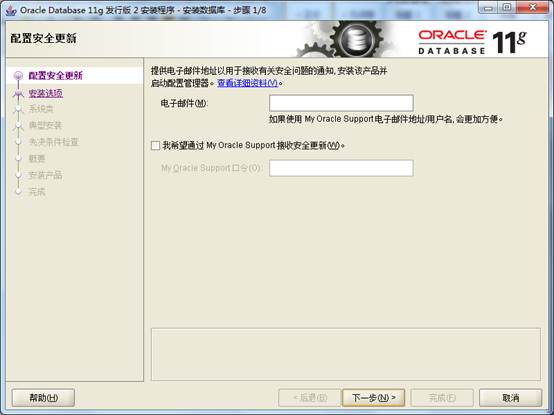 Oracle Database 11g 发行版 2 安装程序 - 安装数据库 - 步骤 1/8
配置安全更新
ORACLE
DATABASE
11g
配置安全更新
安装选项
系统类
典型安装
先决条件检查
概要
安装产品
完成
提供电子邮件地址以用于接收有关安全问题的通知, 安装该产品并
启动配置管理器。查看详细资料(V)。
电子邮件(M):
如果使用 My Oracle Support 电子邮件地址/用户名, 会更加方便。
我希望通过 My Oracle Support 接收安全更新(W)。
My Oracle Support 口令(O):
帮助(H)
< 后退(B)
下一步(N) >
完成(F)
取消